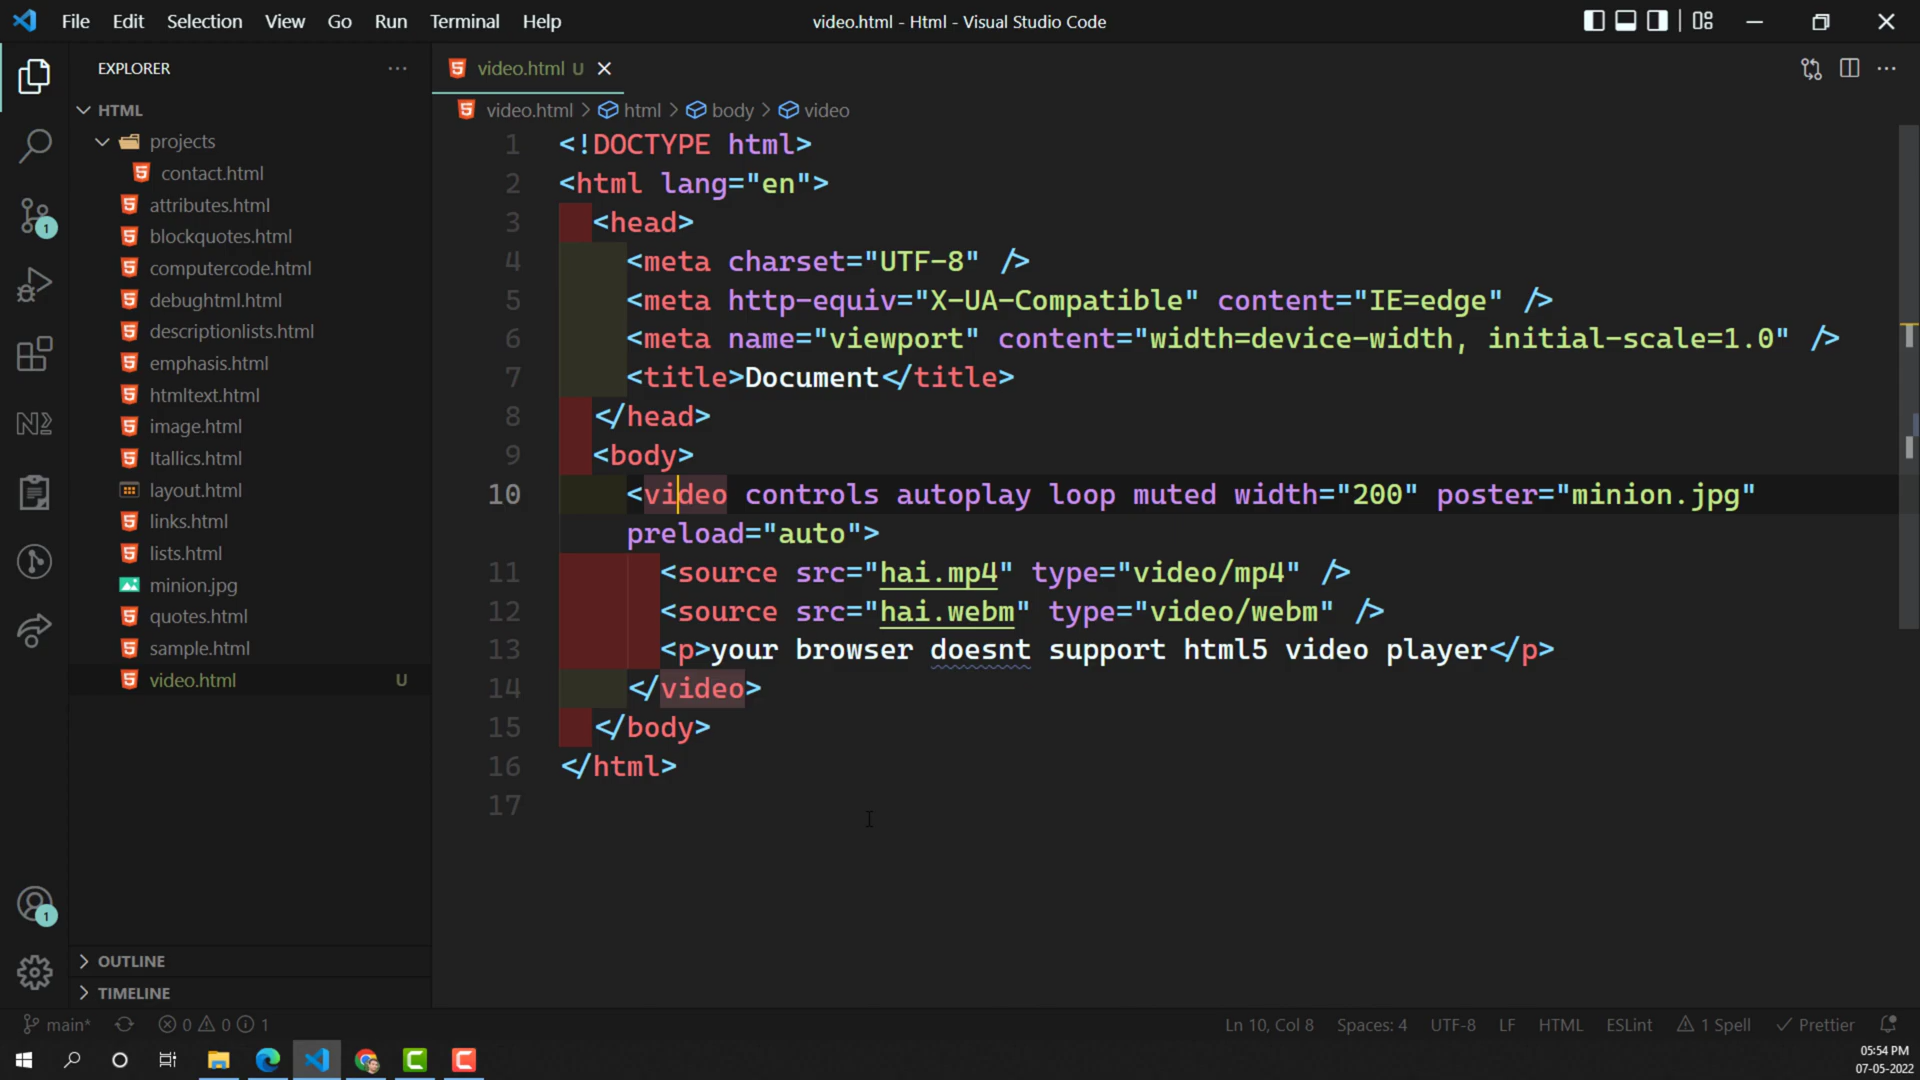 File Edit Selection View Go Run Terminal Help
video.html - Html - Visual Studio Code
EXPLORER
HTML
projects
contact.html
attributes.html
blockquotes.html
computercode.html
debughtml.html
descriptionlists.html
emphasis.html
htmltext.html
image.html
Itallics.html
layout.html
links.html
lists.html
minion.jpg
quotes.html
sample.html
video.html U
OUTLINE
TIMELINE
video.html U
video.html > html > body > video
1 <!DOCTYPE html>
2 <html lang="en">
3 <head>
4 <meta charset="UTF-8" />
5 <meta http-equiv="X-UA-Compatible" content="IE=edge" />
6 <meta name="viewport" content="width=device-width, initial-scale=1.0" />
7 <title>Document</title>
8 </head>
9 <body>
10 <video controls autoplay loop muted width="200" poster="minion.jpg"
preload="auto">
11 <source src="hai.mp4" type="video/mp4" />
12 <source src="hai.webm" type="video/webm" />
13 <p>your browser doesnt support html5 video player</p>
14 </video>
15 </body>
16 </html>
17
1
1
main* 0 0 1
Ln 10, Col 8 Spaces: 4 UTF-8 LF HTML ESLint 1 Spell Prettier
05:54 PM
07-05-2022